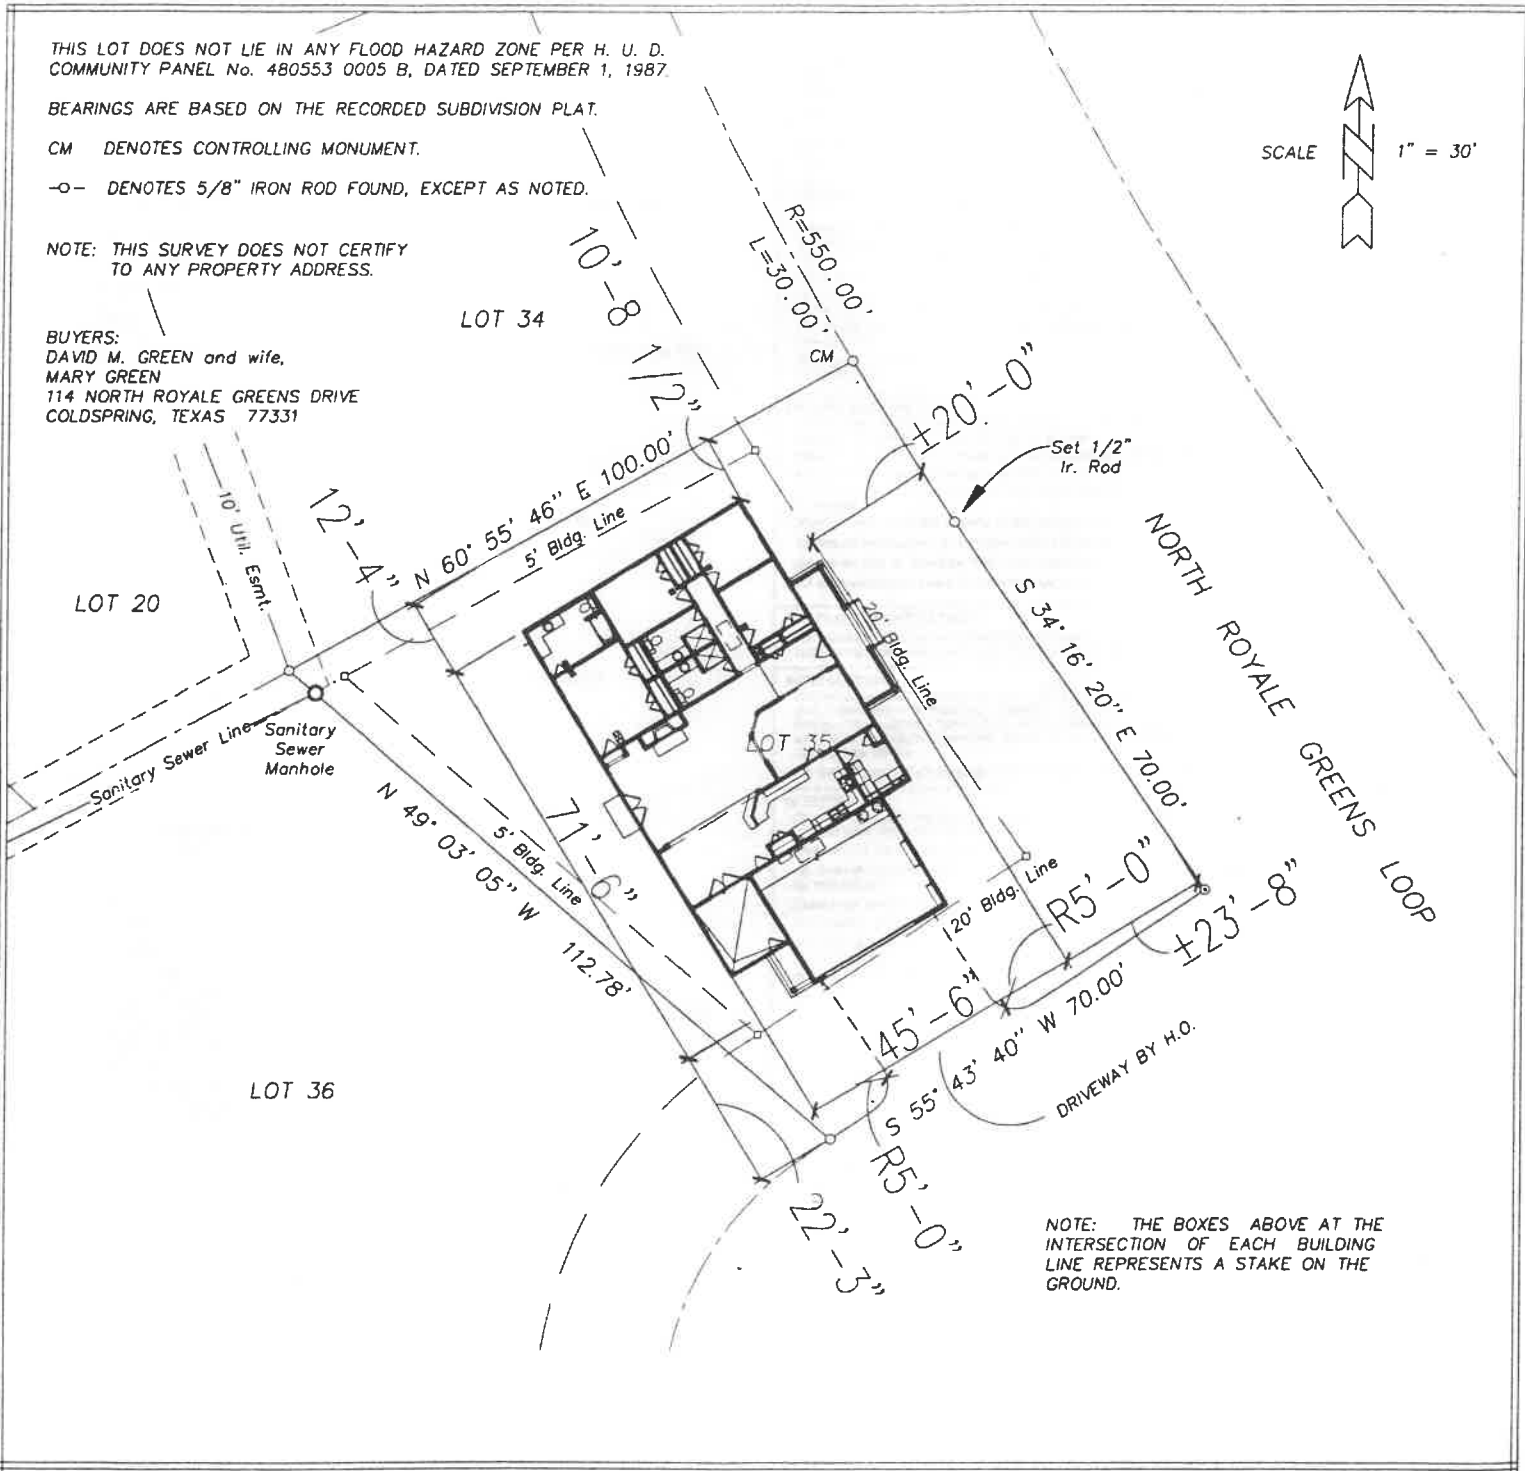 THIS LOT DOES NOT LIE IN ANY FLOOD HAZARD ZONE PER H. U. D.
COMMUNITY PANEL No. 480553 0005 B, DATED SEPTEMBER 1, 1987.
BEARINGS ARE BASED ON THE RECORDED SUBDIVISION PLAT.
CM DENOTES CONTROLLING MONUMENT.
-o- DENOTES 5/8" IRON ROD FOUND, EXCEPT AS NOTED.
NOTE: THIS SURVEY DOES NOT CERTIFY
TO ANY PROPERTY ADDRESS.
BUYERS:
DAVID M. GREEN and wife,
MARY GREEN
114 NORTH ROYALE GREENS DRIVE
COLDSPRING, TEXAS 77331
SCALE N 1" = 30'
R=550.00'
L=30.00'
10'-8 1/2"
LOT 34
CM
±20'-0"
Set 1/2"
Ir. Rod
N 60° 55' 46" E 100.00'
5' Bldg. Line
12'-4"
10' Util. Esmt.
LOT 20
Sanitary Sewer Line
Sanitary
Sewer
Manhole
20' Bldg. Line
S 34° 16' 20" E 70.00'
NORTH ROYALE GREENS LOOP
LOT 35
71'-6"
N 49° 03' 05" W 112.78'
5' Bldg. Line
20' Bldg. Line
R5'-0"
±23'-8"
45'-6"
S 55° 43' 40" W 70.00'
DRIVEWAY BY H.O.
LOT 36
R5'-0"
22'-3"
NOTE: THE BOXES ABOVE AT THE
INTERSECTION OF EACH BUILDING
LINE REPRESENTS A STAKE ON THE
GROUND.